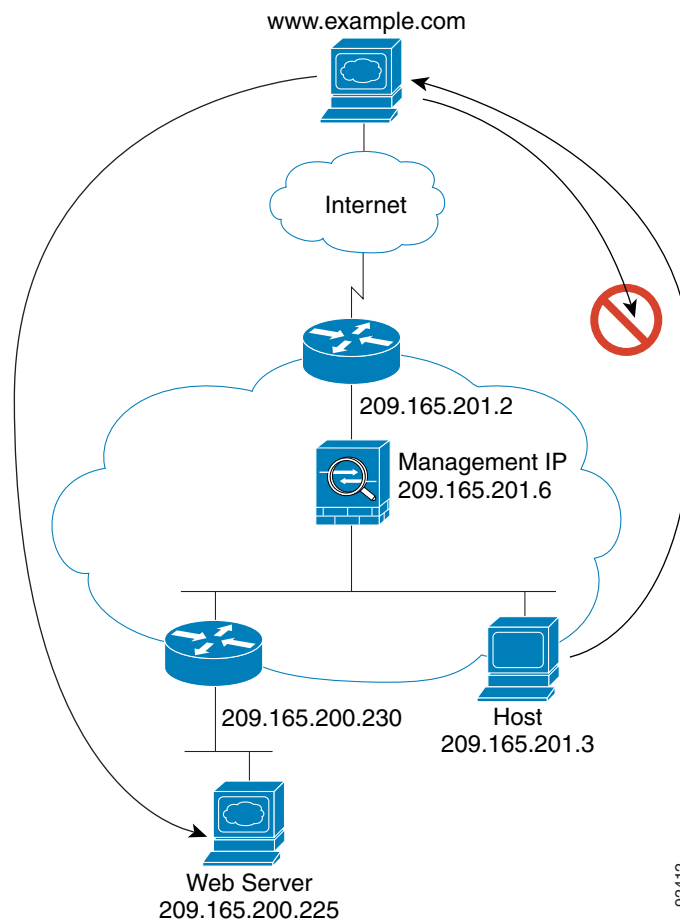 www.example.com
Internet
209.165.201.2
Management IP
209.165.201.6
209.165.200.230
Host
209.165.201.3
Web Server
209.165.200.225